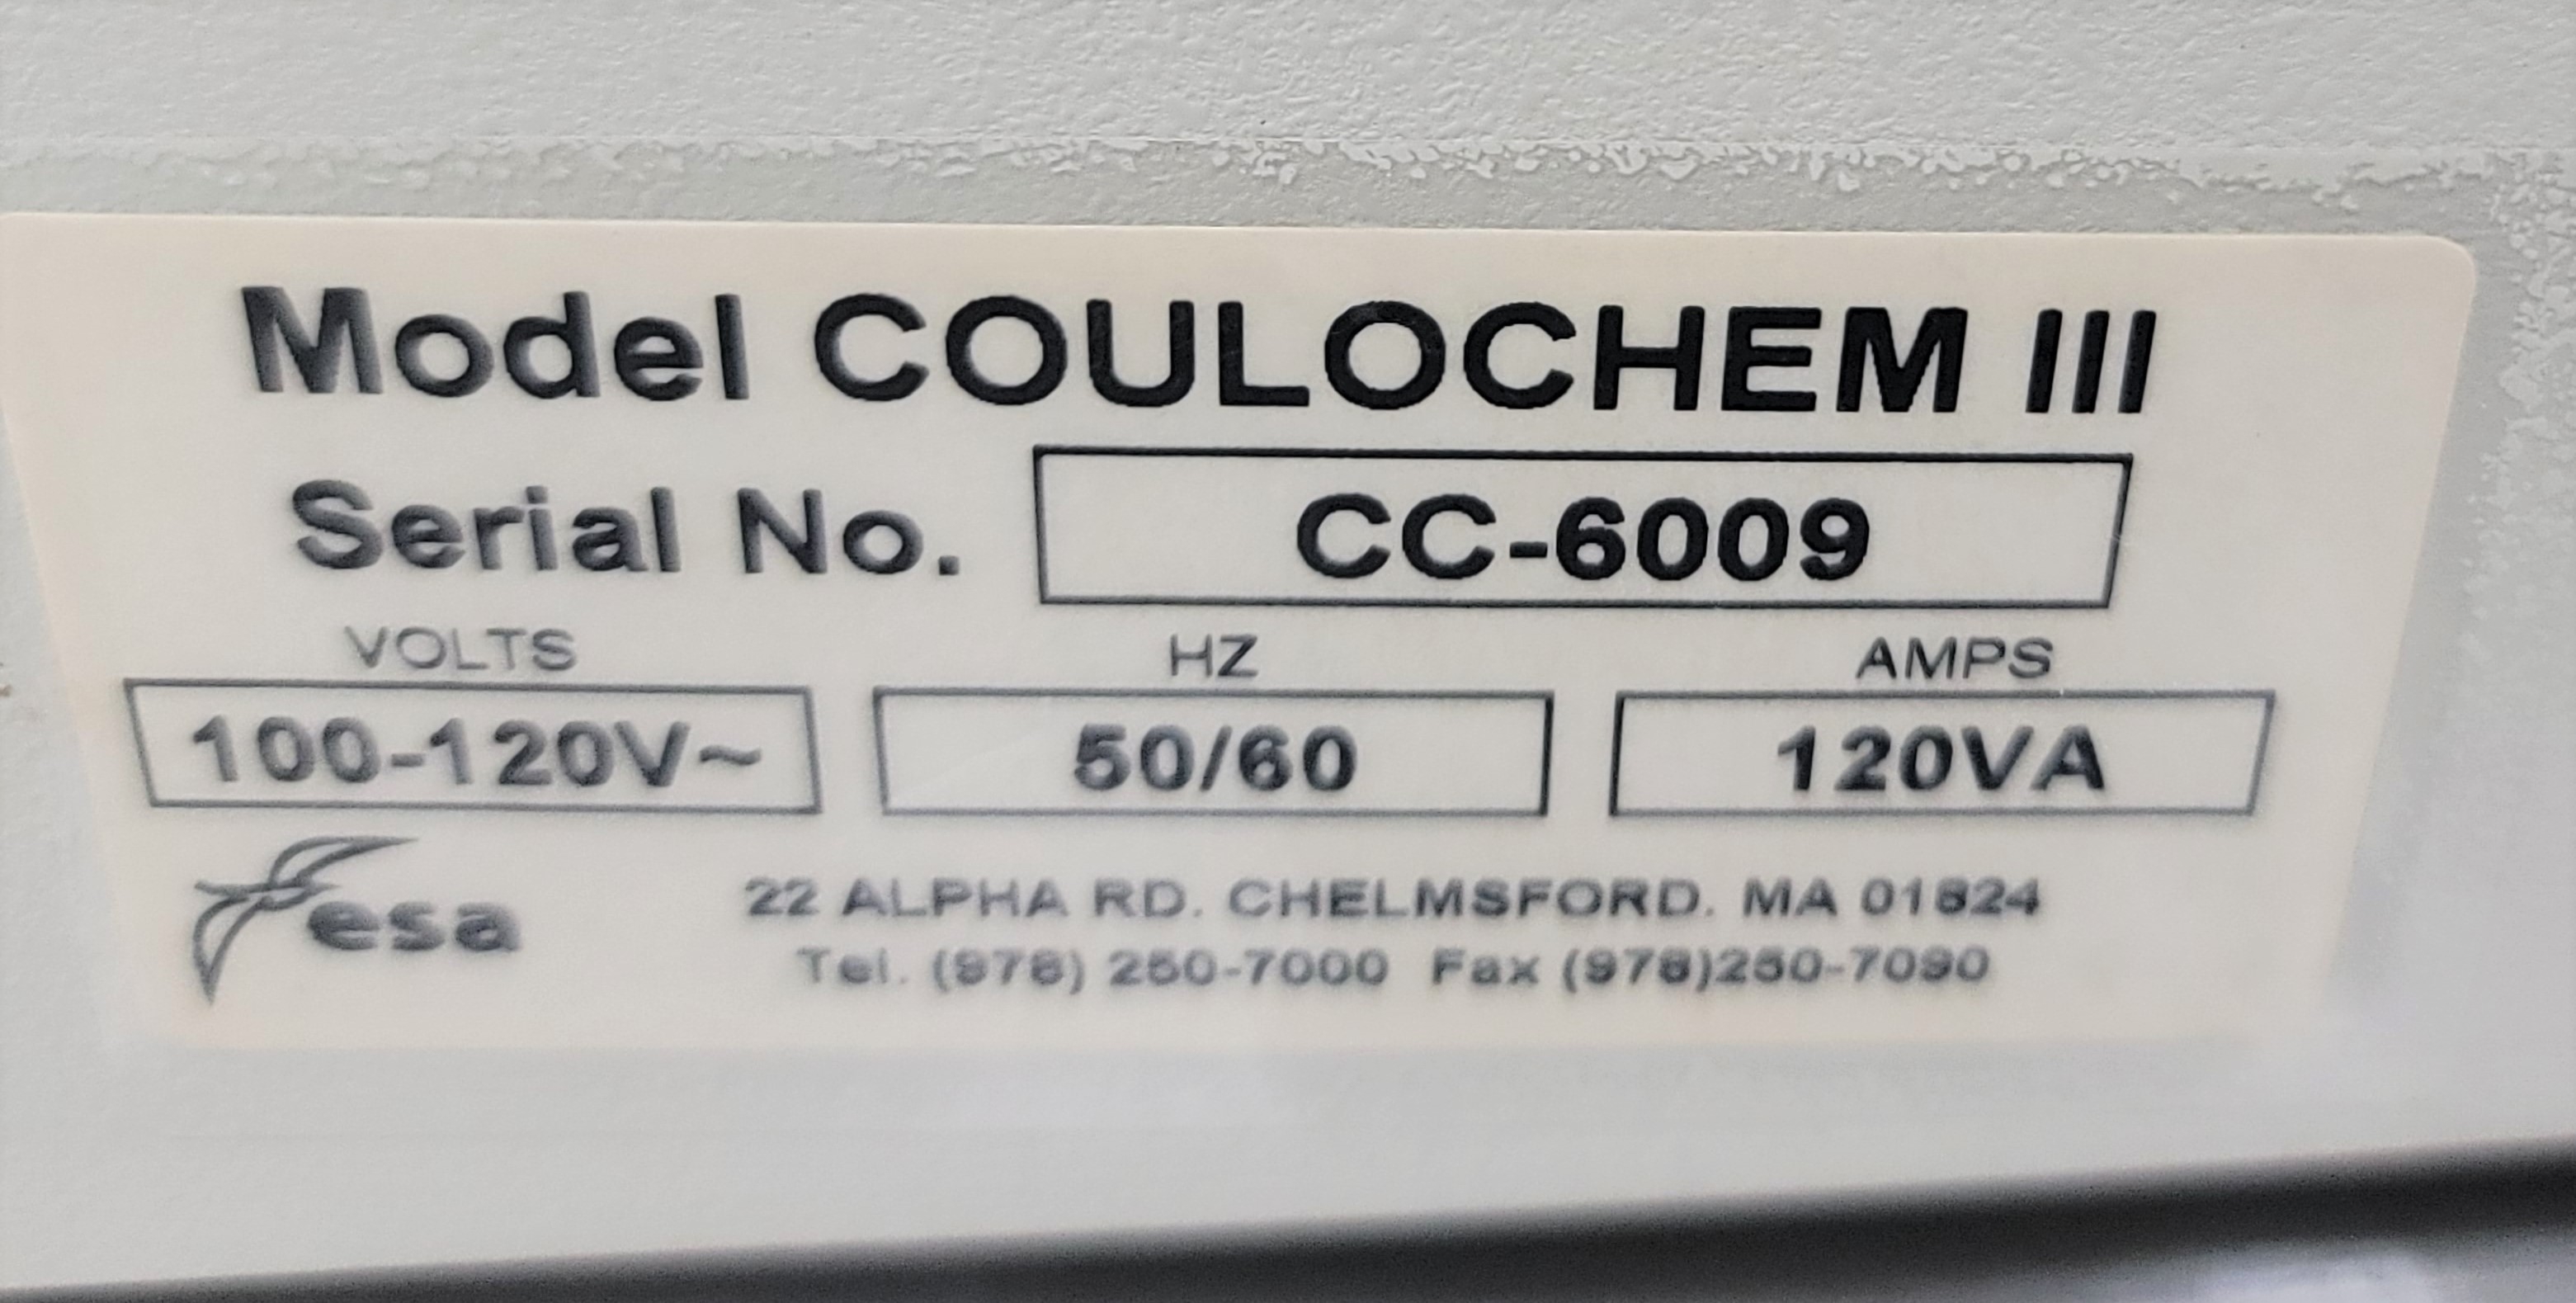 Model COULOCHEM III
Serial No. CC-6009
VOLTS HZ AMPS
100-120V~ 50/60 120VA
esa
22 ALPHA RD. CHELMSFORD. MA 01824
Tel. (978) 250-7000 Fax (978)250-7090